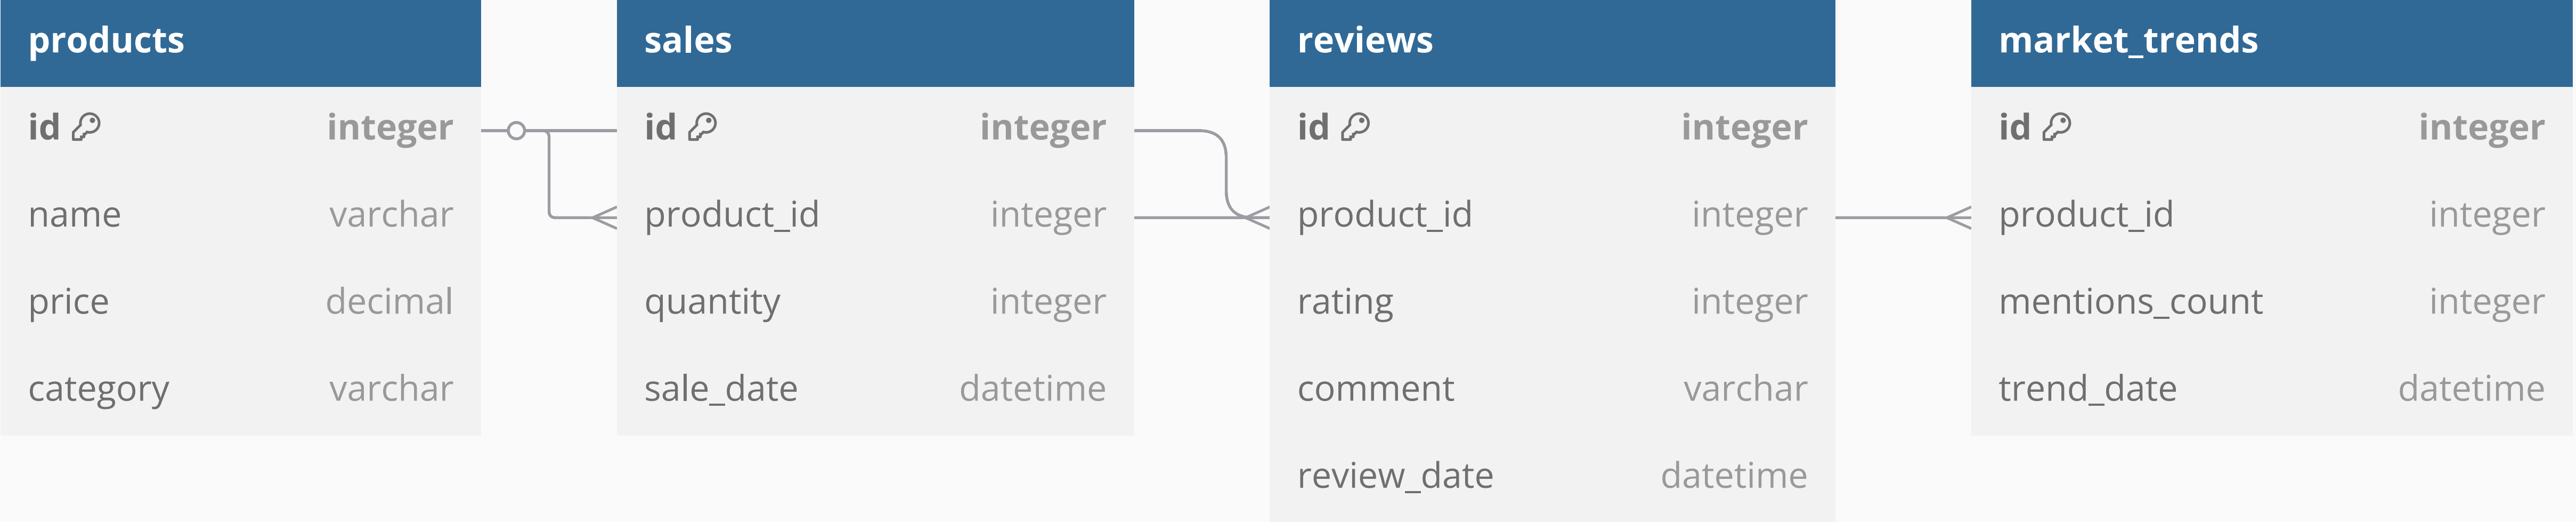 products
id integer
name varchar
price decimal
category varchar
sales
id integer
product_id integer
quantity integer
sale_date datetime
reviews
id integer
product_id integer
rating integer
comment varchar
review_date datetime
market_trends
id integer
product_id integer
mentions_count integer
trend_date datetime